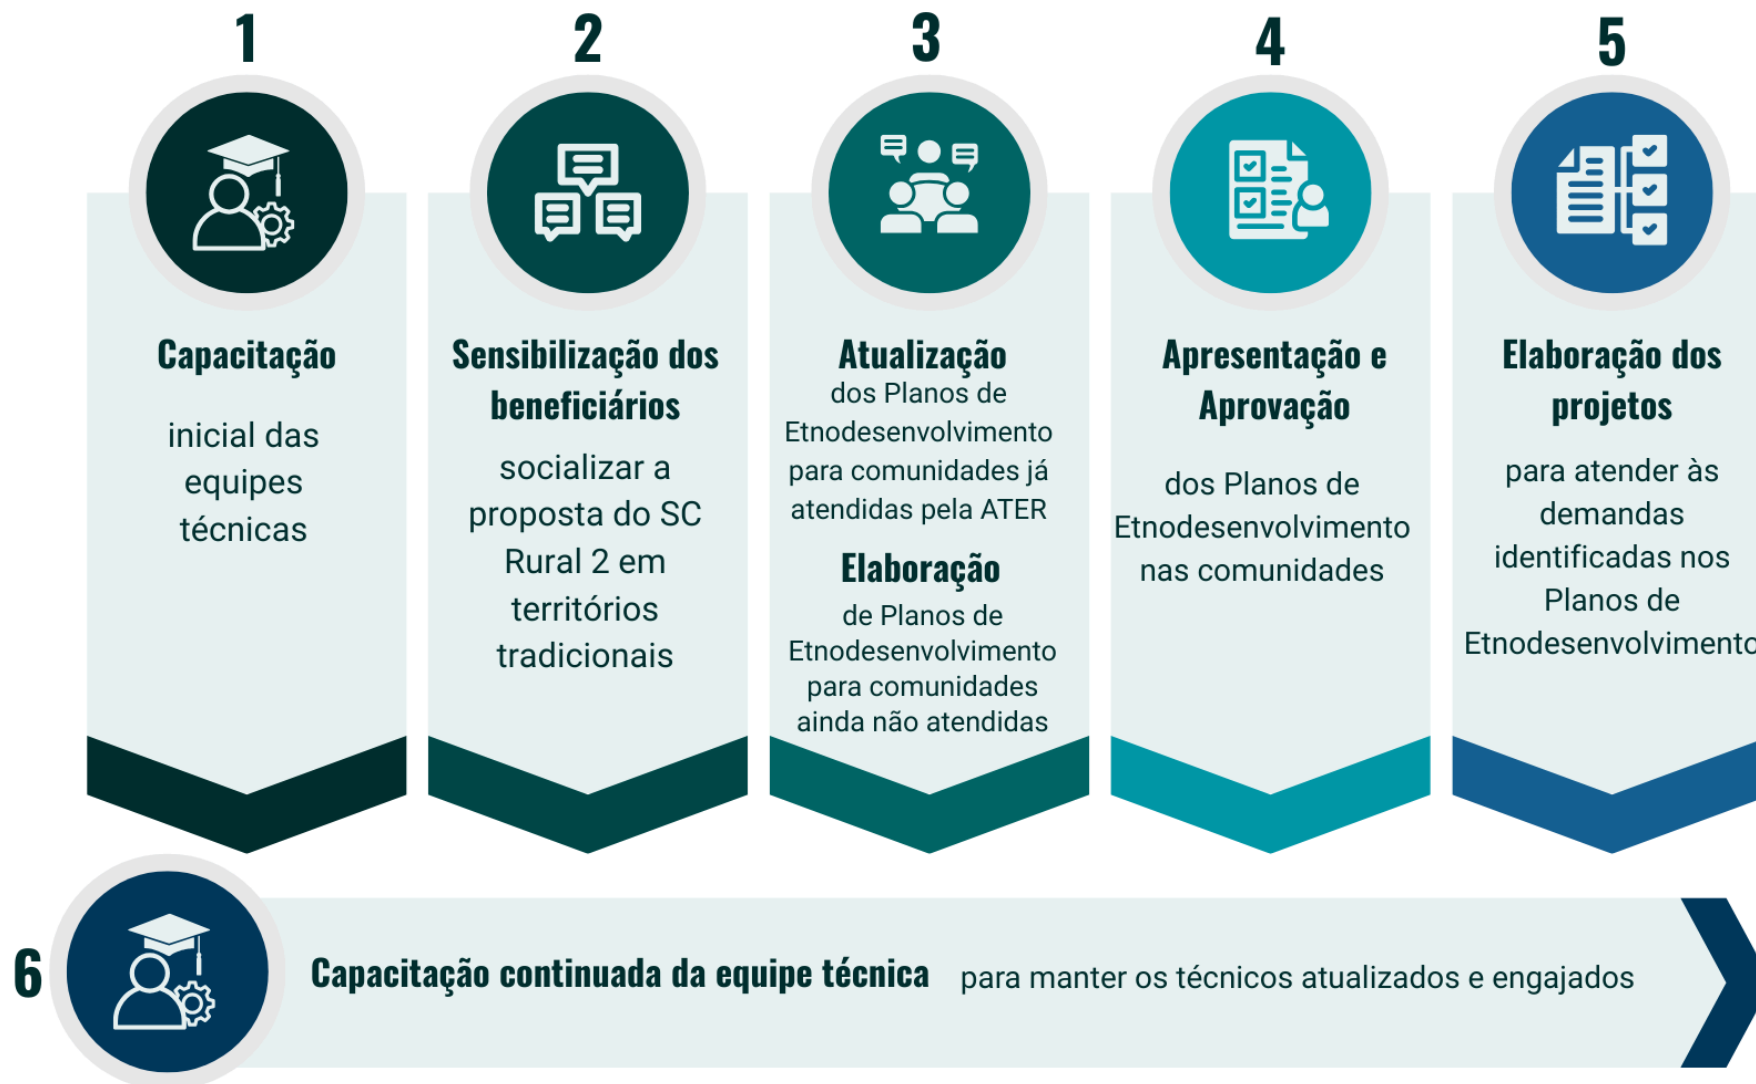 1
Capacitação
inicial das
equipes
técnicas
2
Sensibilização dos
beneficiários
socializar a
proposta do SC
Rural 2 em
territórios
tradicionais
3
Atualização
dos Planos de
Etnodesenvolvimento
para comunidades já
atendidas pela ATER
Elaboração
de Planos de
Etnodesenvolvimento
para comunidades
ainda não atendidas
4
Apresentação e
Aprovação
dos Planos de
Etnodesenvolvimento
nas comunidades
5
Elaboração dos
projetos
para atender às
demandas
identificadas nos
Planos de
Etnodesenvolvimento
6
Capacitação continuada da equipe técnica para manter os técnicos atualizados e engajados